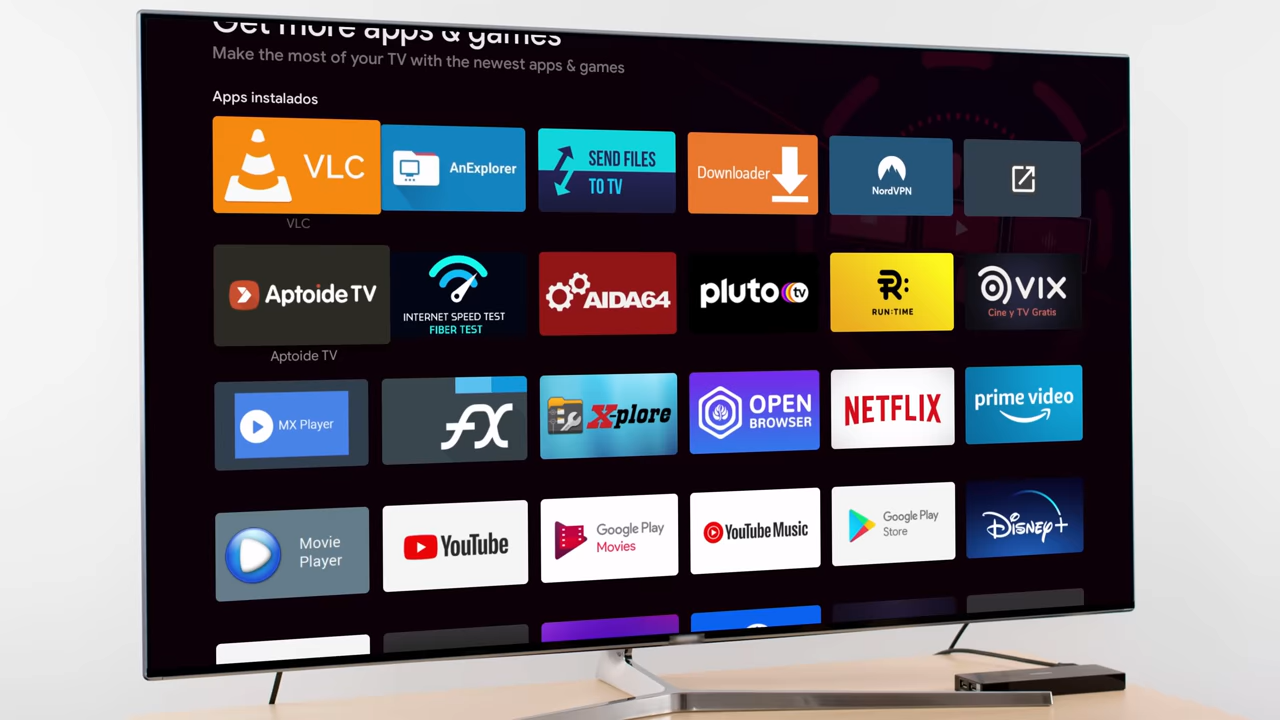 Get more apps & games
Make the most of your TV with the newest apps & games
Apps instalados
VLC
AnExplorer
SEND FILES
TO TV
Downloader
NordVPN
VLC
Aptoide TV
INTERNET SPEED TEST
FIBER TEST
AIDA64
pluto tv
R:
RUN:TIME
VIX
Cine y TV Gratis
Aptoide TV
MX Player
FX
X-plore
OPEN
BROWSER
NETFLIX
prime video
Movie
Player
YouTube
Google Play
Movies
YouTube Music
Google Play
Store
Disney+